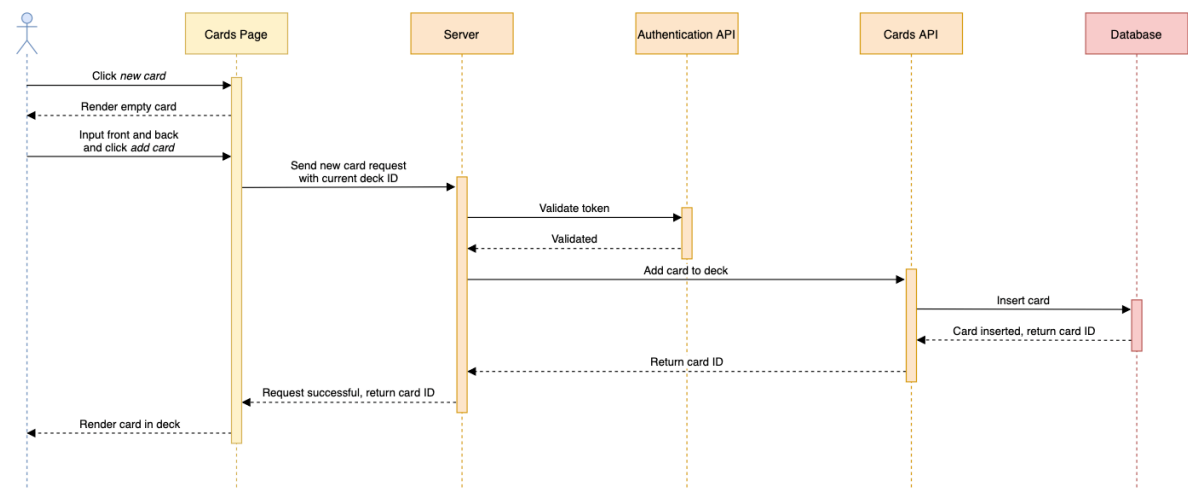 Cards Page
Server
Authentication API
Cards API
Database
Click new card
Render empty card
Input front and back
and click add card
Send new card request
with current deck ID
Validate token
Validated
Add card to deck
Insert card
Card inserted, return card ID
Return card ID
Request successful, return card ID
Render card in deck